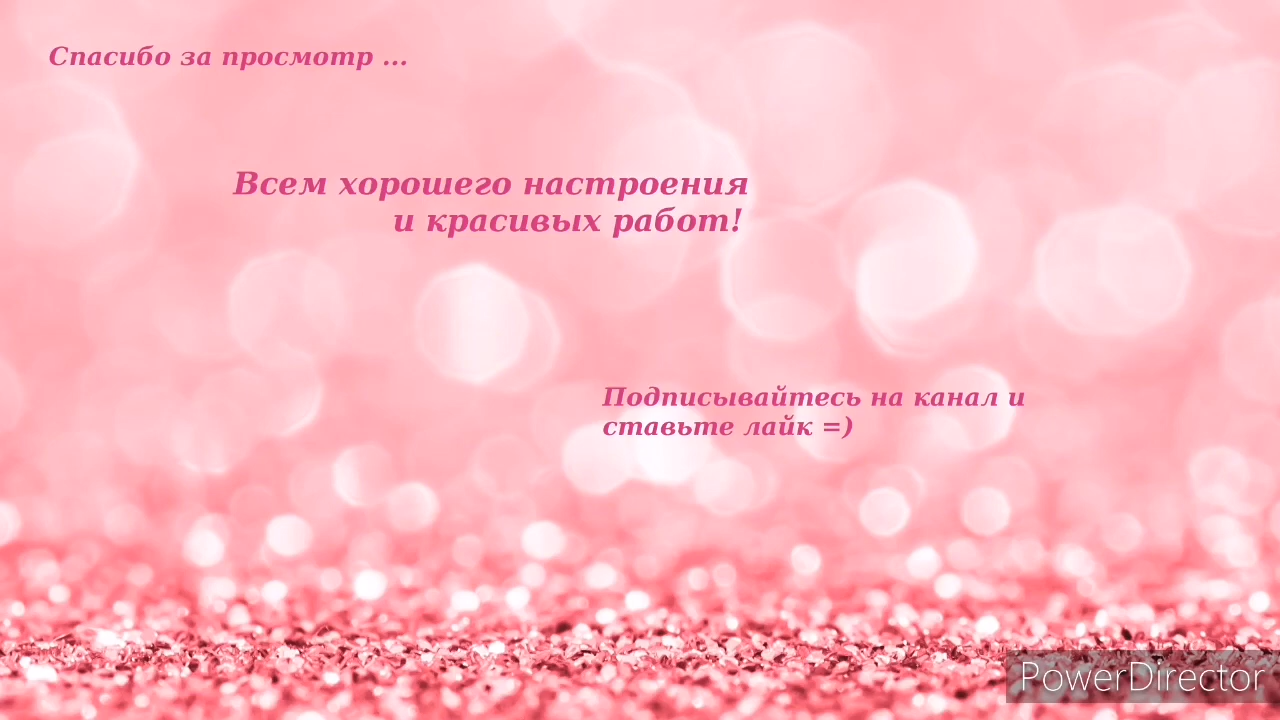 Спасибо за просмотр ...
Всем хорошего настроения
и красивых работ!
Подписывайтесь на канал и
ставьте лайк =)
PowerDirector